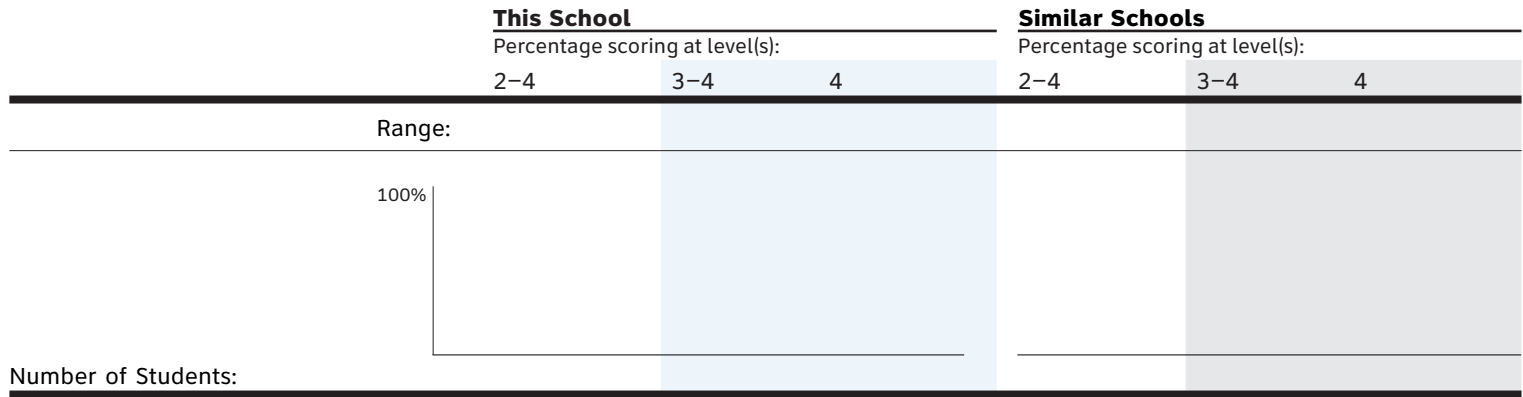 This School Similar Schools
Percentage scoring at level(s): Percentage scoring at level(s):
2–4 3–4 4 2–4 3–4 4
Range:
100%
Number of Students: